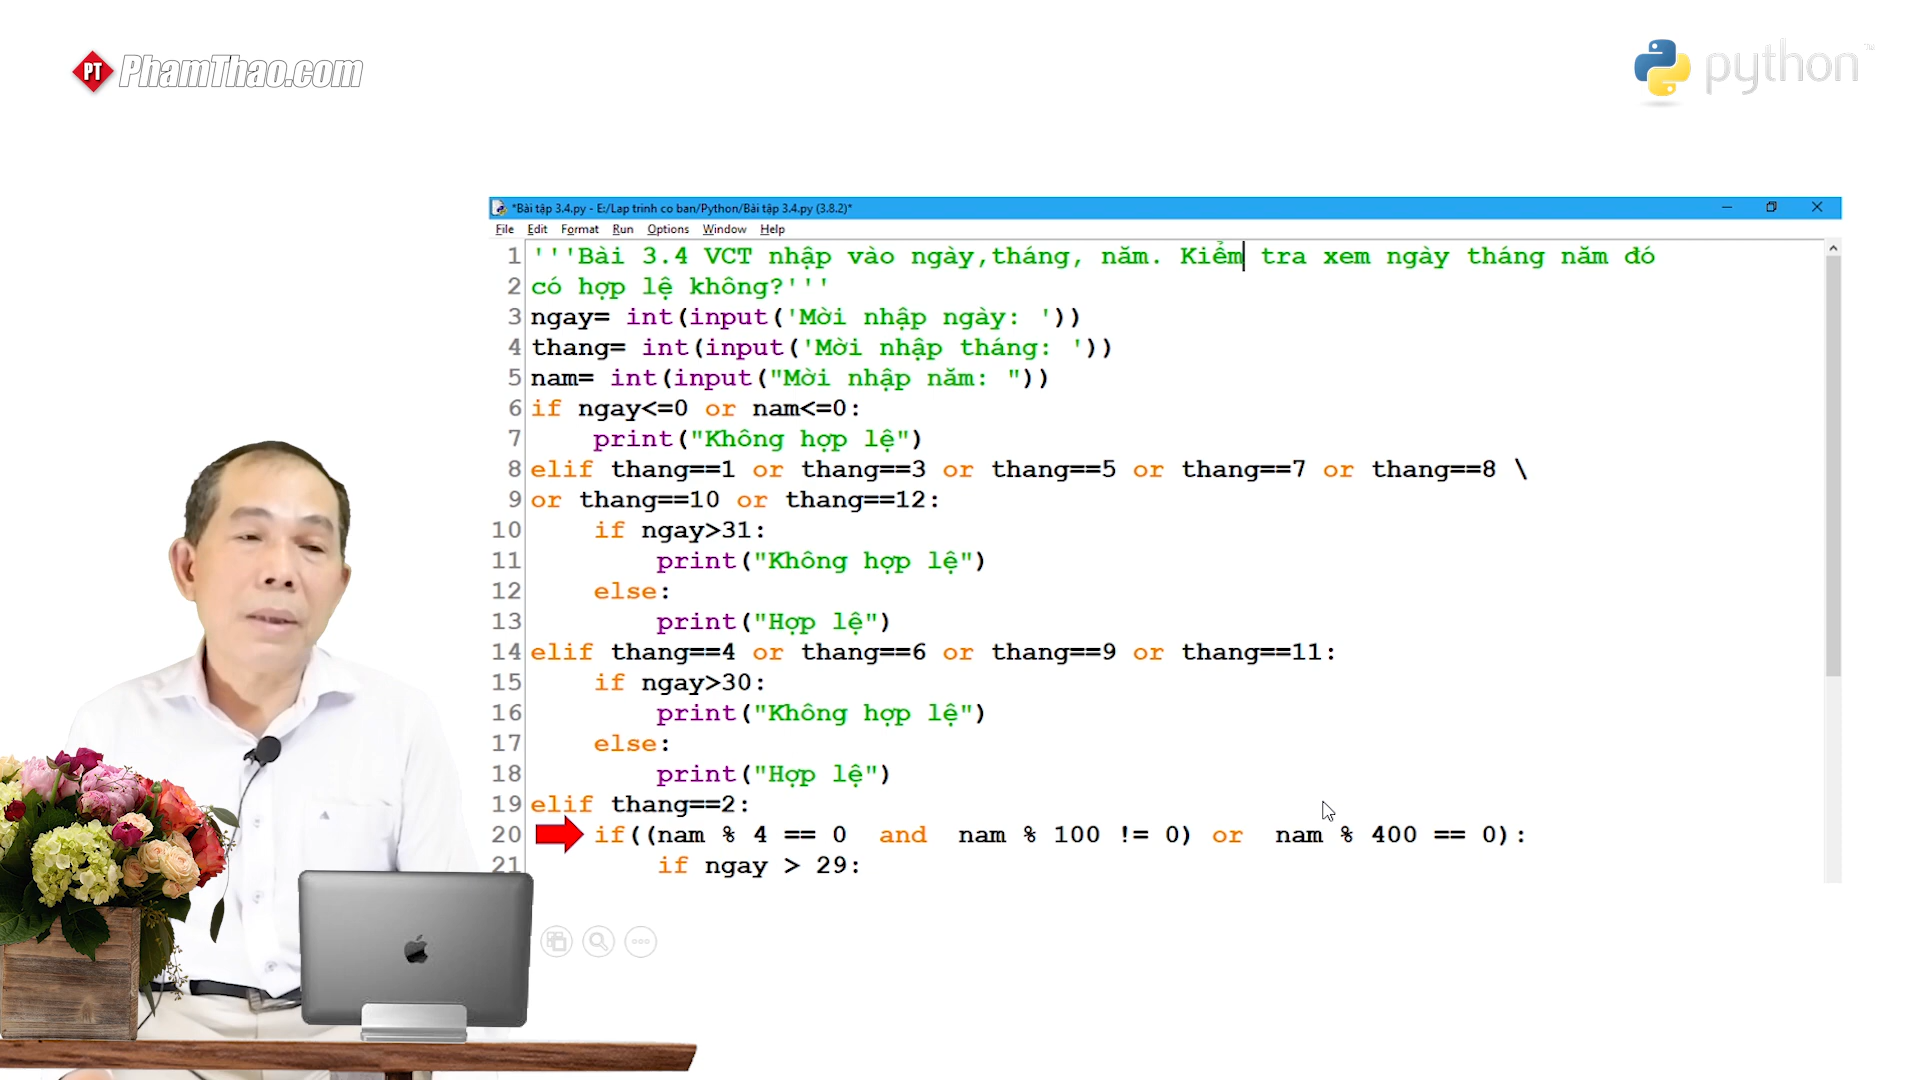 PT PhamThao.com
python™
*Bài tập 3.4.py - E:/Lap trinh co ban/Python/Bài tập 3.4.py (3.8.2)*
File Edit Format Run Options Window Help
1 '''Bài 3.4 VCT nhập vào ngày,tháng, năm. Kiểm tra xem ngày tháng năm đó
2 có hợp lệ không?'''
3 ngay= int(input('Mời nhập ngày: '))
4 thang= int(input('Mời nhập tháng: '))
5 nam= int(input("Mời nhập năm: "))
6 if ngay<=0 or nam<=0:
7     print("Không hợp lệ")
8 elif thang==1 or thang==3 or thang==5 or thang==7 or thang==8 \
9 or thang==10 or thang==12:
10     if ngay>31:
11         print("Không hợp lệ")
12     else:
13         print("Hợp lệ")
14 elif thang==4 or thang==6 or thang==9 or thang==11:
15     if ngay>30:
16         print("Không hợp lệ")
17     else:
18         print("Hợp lệ")
19 elif thang==2:
20     if((nam % 4 == 0  and  nam % 100 != 0) or  nam % 400 == 0):
21         if ngay > 29: